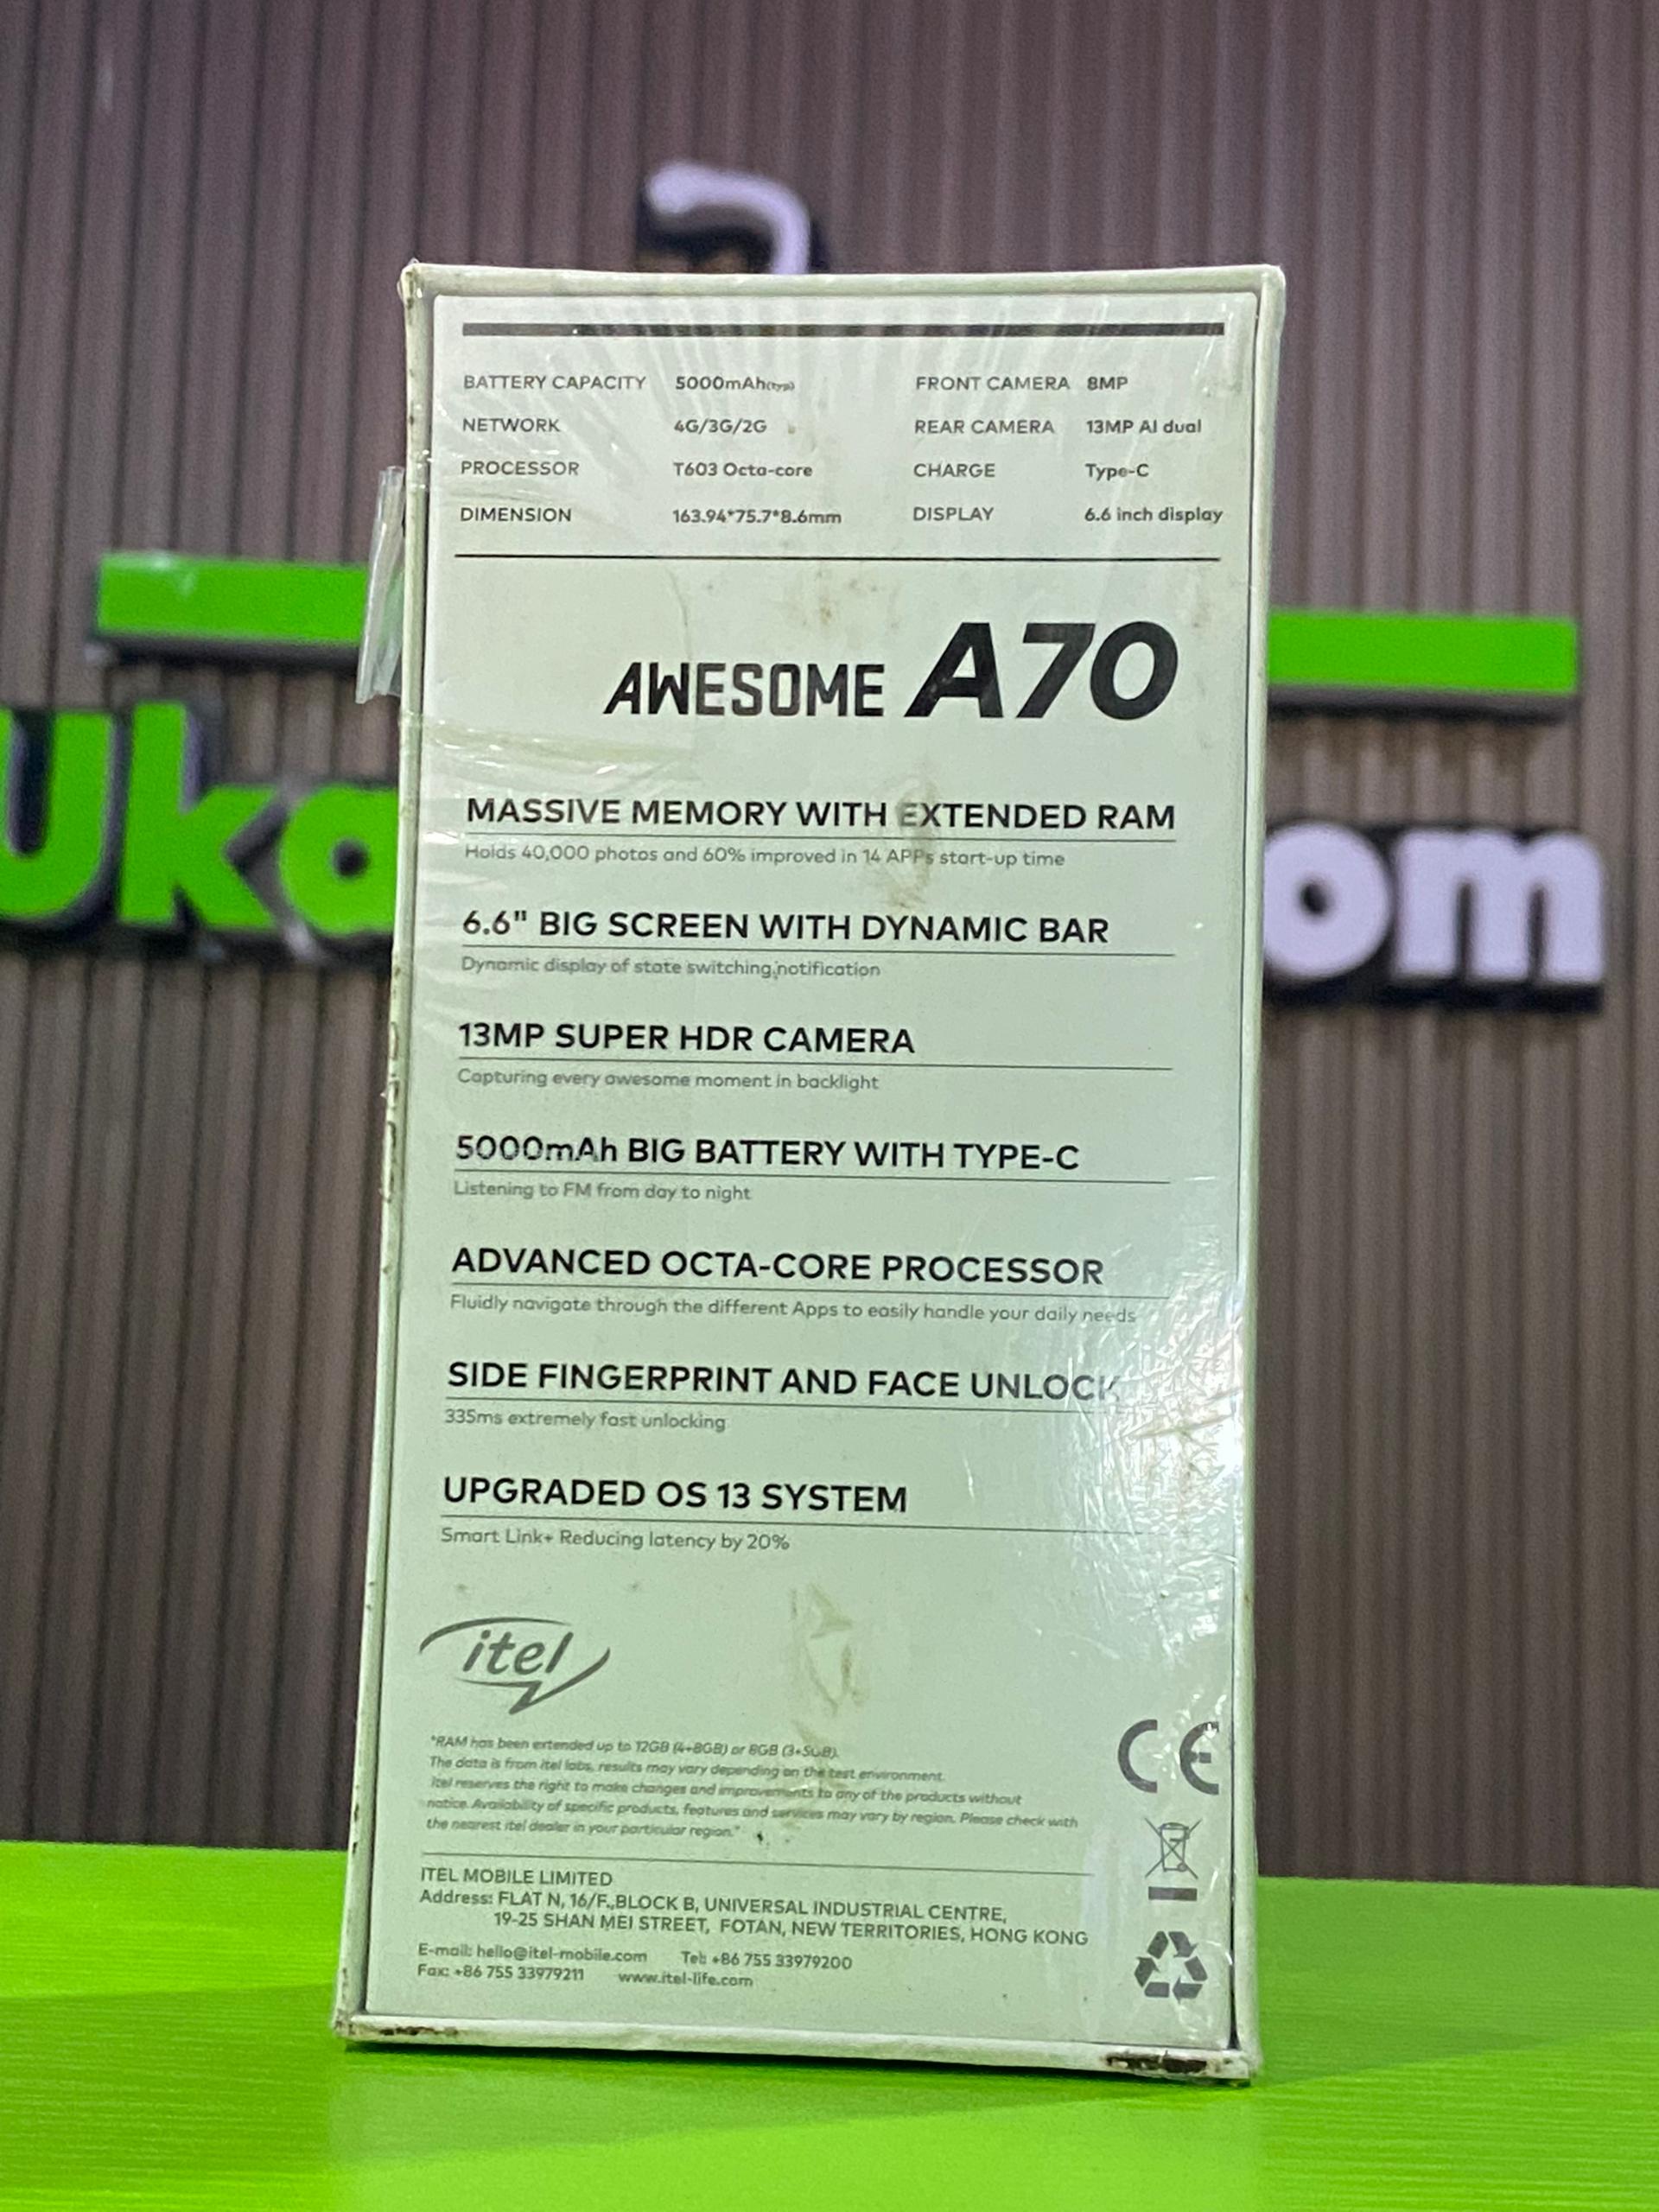 BATTERY CAPACITY 5000mAh(typ) FRONT CAMERA 8MP
NETWORK 4G/3G/2G REAR CAMERA 13MP AI dual
PROCESSOR T603 Octa-core CHARGE Type-C
DIMENSION 163.94*75.7*8.6mm DISPLAY 6.6 inch display
AWESOME A70
MASSIVE MEMORY WITH EXTENDED RAM
Holds 40,000 photos and 60% improved in 14 APPs start-up time
6.6" BIG SCREEN WITH DYNAMIC BAR
Dynamic display of state switching,notification
13MP SUPER HDR CAMERA
Capturing every awesome moment in backlight
5000mAh BIG BATTERY WITH TYPE-C
Listening to FM from day to night
ADVANCED OCTA-CORE PROCESSOR
Fluidly navigate through the different Apps to easily handle your daily needs
SIDE FINGERPRINT AND FACE UNLOCK
335ms extremely fast unlocking
UPGRADED OS 13 SYSTEM
Smart Link+ Reducing latency by 20%
itel
"RAM has been extended up to 12GB (4+8GB) or 8GB (3+5GB).
The data is from itel labs, results may vary depending on the test environment.
itel reserves the right to make changes and improvements to any of the products without
notice. Availability of specific products, features and services may vary by region. Please check with
the nearest itel dealer in your particular region."
CE
ITEL MOBILE LIMITED
Address: FLAT N, 16/F.,BLOCK B, UNIVERSAL INDUSTRIAL CENTRE,
19-25 SHAN MEI STREET, FOTAN, NEW TERRITORIES, HONG KONG
E-mail: hello@itel-mobile.com Tel: +86 755 33979200
Fax: +86 755 33979211 www.itel-life.com